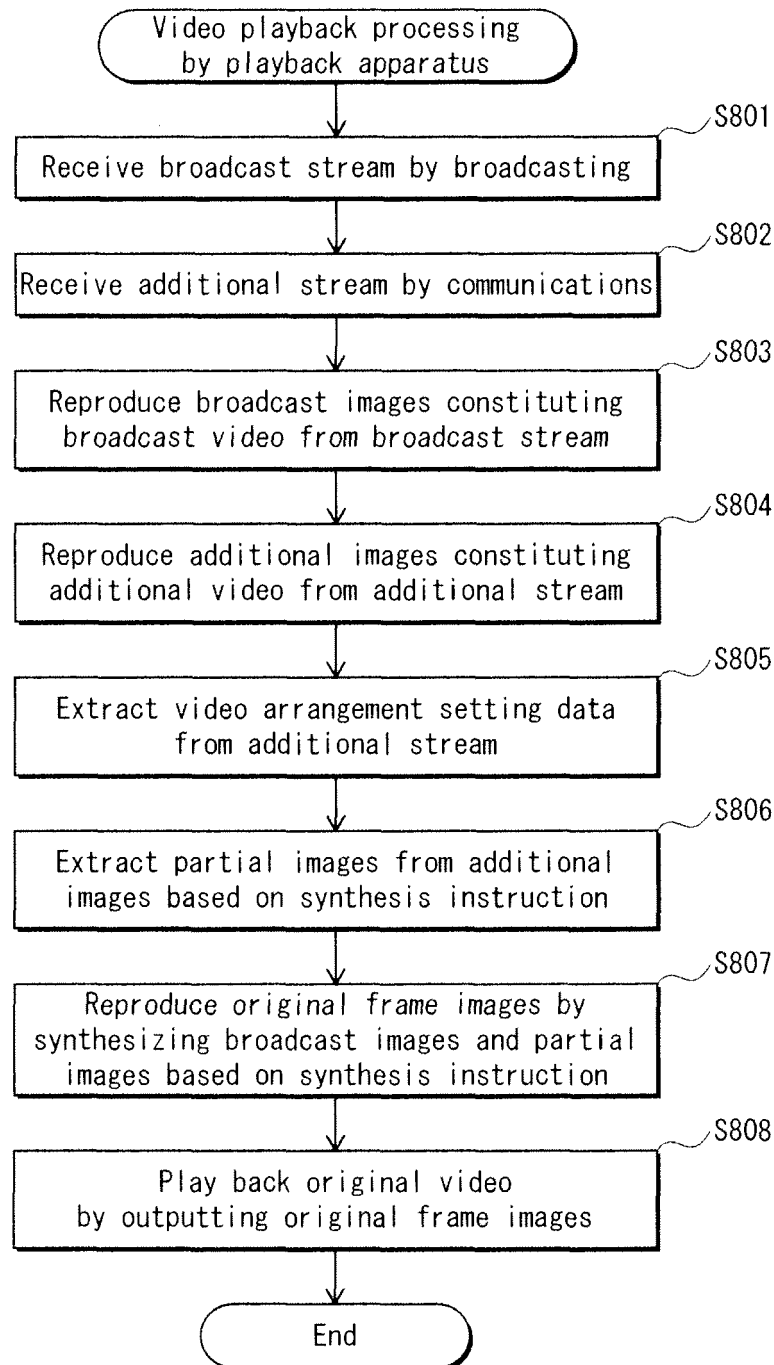 Video playback processing
by playback apparatus
S801
Receive broadcast stream by broadcasting
S802
Receive additional stream by communications
S803
Reproduce broadcast images constituting
broadcast video from broadcast stream
S804
Reproduce additional images constituting
additional video from additional stream
S805
Extract video arrangement setting data
from additional stream
S806
Extract partial images from additional
images based on synthesis instruction
S807
Reproduce original frame images by
synthesizing broadcast images and partial
images based on synthesis instruction
S808
Play back original video
by outputting original frame images
End